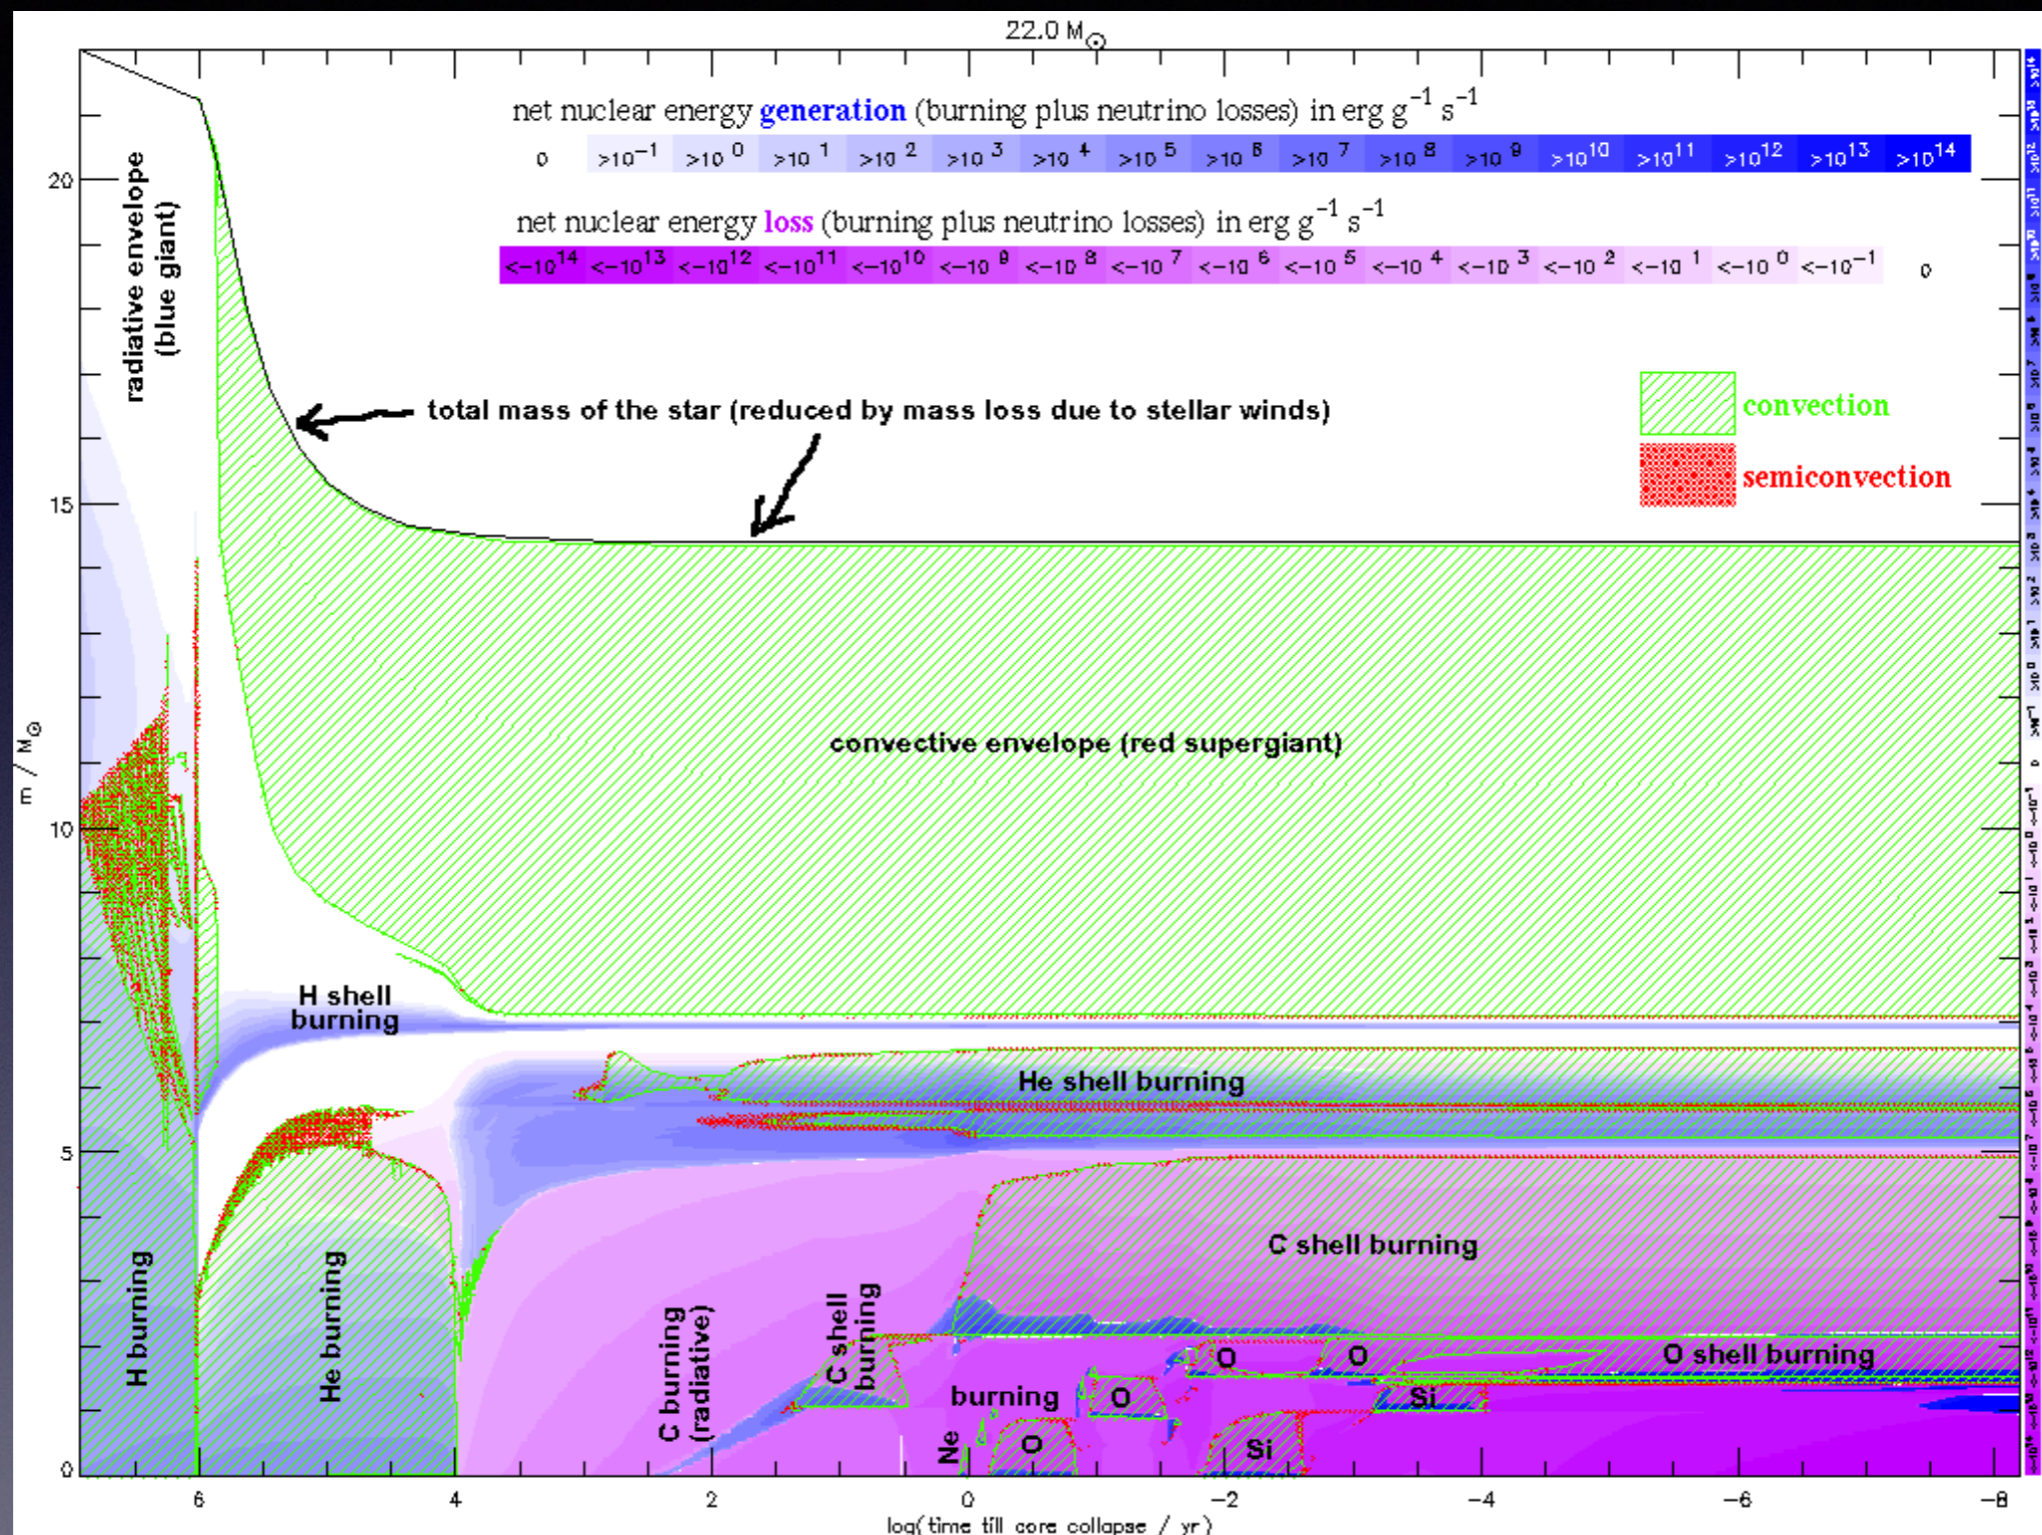 22.0 M☉
net nuclear energy generation (burning plus neutrino losses) in erg g⁻¹ s⁻¹
0 >10⁻¹ >10⁰ >10¹ >10² >10³ >10⁴ >10⁵ >10⁶ >10⁷ >10⁸ >10⁹ >10¹⁰ >10¹¹ >10¹² >10¹³ >10¹⁴
net nuclear energy loss (burning plus neutrino losses) in erg g⁻¹ s⁻¹
<-10¹⁴ <-10¹³ <-10¹² <-10¹¹ <-10¹⁰ <-10⁹ <-10⁸ <-10⁷ <-10⁶ <-10⁵ <-10⁴ <-10³ <-10² <-10¹ <-10⁰ <-10⁻¹ 0
radiative envelope
(blue giant)
total mass of the star (reduced by mass loss due to stellar winds)
convection
semiconvection
convective envelope (red supergiant)
H shell
burning
He shell burning
C shell burning
H burning
He burning
C burning
(radiative)
C shell
burning
burning
Ne
O
O
O
O
O shell burning
Si
Si
20
15
10
5
0
m / M☉
6 4 2 0 -2 -4 -6 -8
log(time till core collapse / yr)